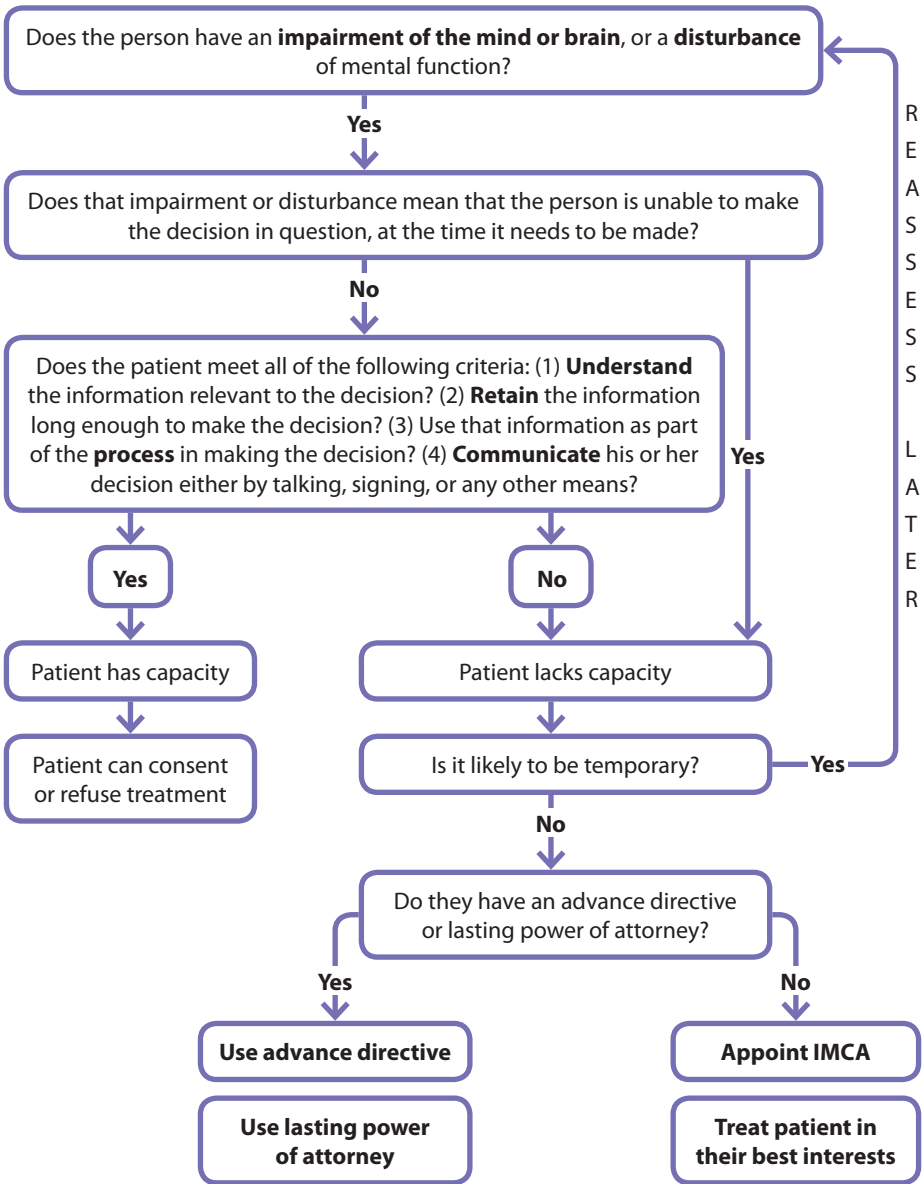 Does the person have an impairment of the mind or brain, or a disturbance
of mental function?
Yes
Does that impairment or disturbance mean that the person is unable to make
the decision in question, at the time it needs to be made?
No
Does the patient meet all of the following criteria: (1) Understand
the information relevant to the decision? (2) Retain the information
long enough to make the decision? (3) Use that information as part
of the process in making the decision? (4) Communicate his or her
decision either by talking, signing, or any other means?
Yes
REASSESS LATER
Yes
No
Patient has capacity
Patient lacks capacity
Patient can consent
or refuse treatment
Is it likely to be temporary?
Yes
No
Do they have an advance directive
or lasting power of attorney?
Yes
No
Use advance directive
Appoint IMCA
Use lasting power
of attorney
Treat patient in
their best interests